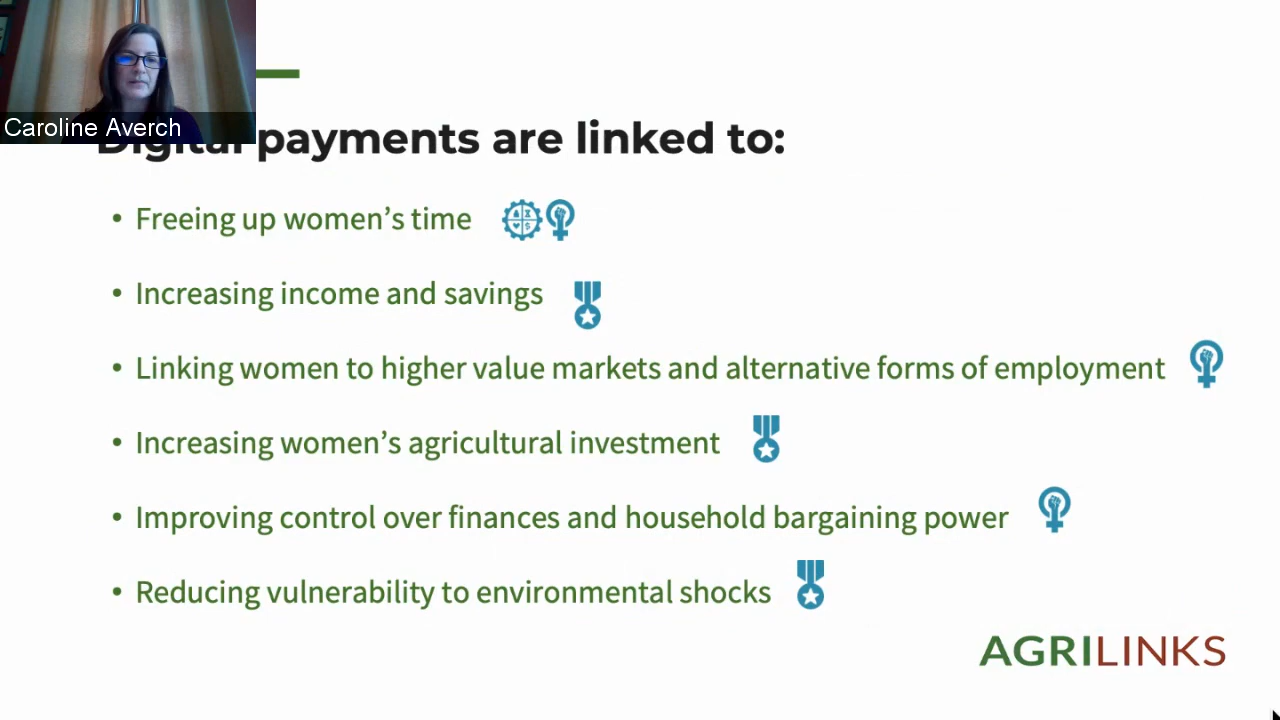 Caroline Averch
Digital payments are linked to:
• Freeing up women’s time
• Increasing income and savings
• Linking women to higher value markets and alternative forms of employment
• Increasing women’s agricultural investment
• Improving control over finances and household bargaining power
• Reducing vulnerability to environmental shocks
AGRILINKS